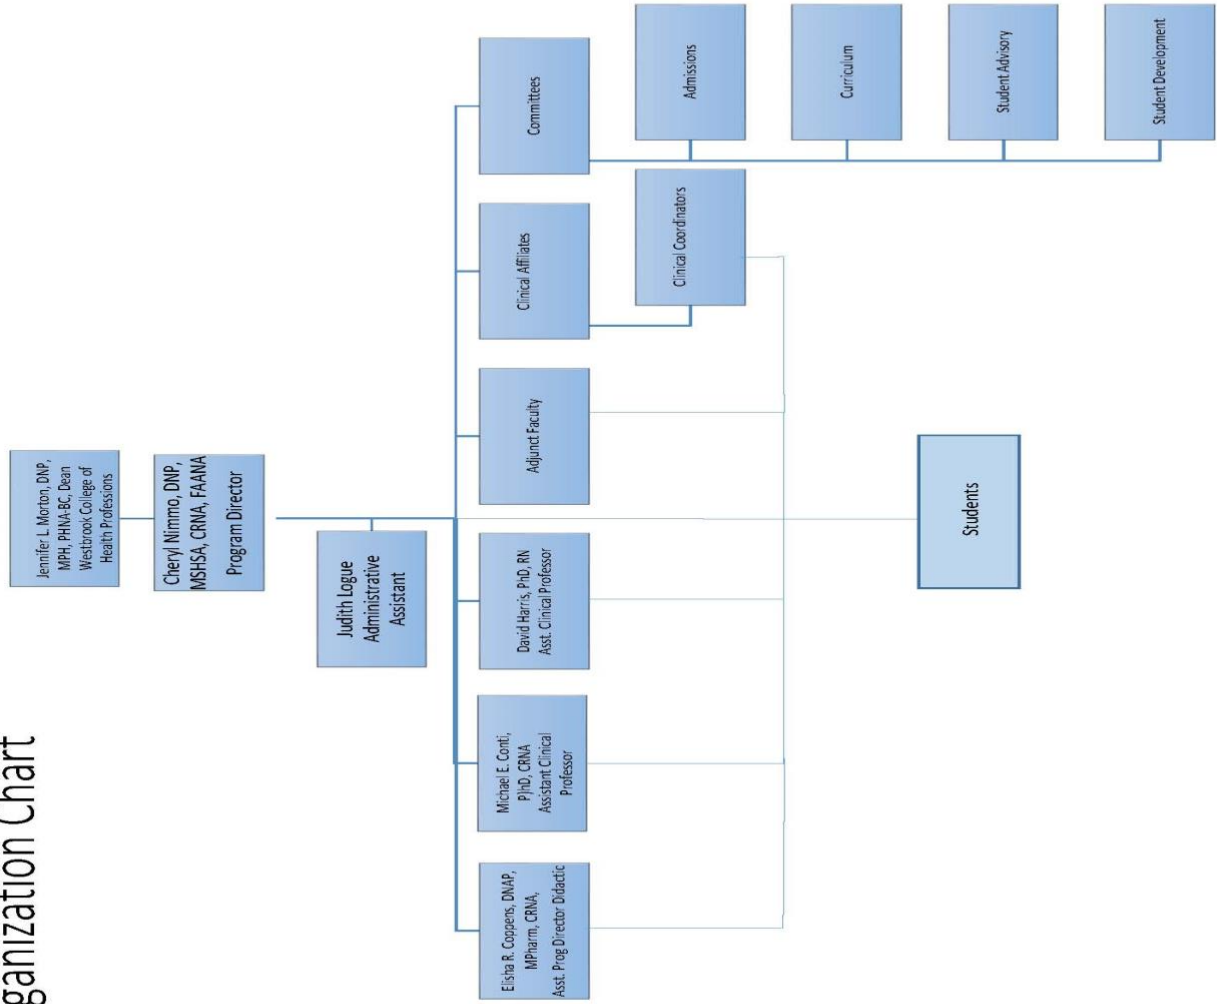 ganization Chart
Jennifer L. Morton, DNP,
MPH, PHNA-BC, Dean
Westbrook College of
Health Professions
Cheryl Nimmo, DNP,
MSHSA, CRNA, FAANA
Program Director
Judith Logue
Administrative
Assistant
Elisha R. Coppens, DNAP,
MPharm, CRNA,
Asst. Prog Director Didactic
Michael E. Conti,
P}hD, CRNA
Assistant Clinical
Professor
David Harris, PhD, RN
Asst. Clinical Professor
Adjunct Faculty
Clinical Affiliates
Committees
Clinical Coordinators
Admissions
Curriculum
Student Advisory
Student Development
Students